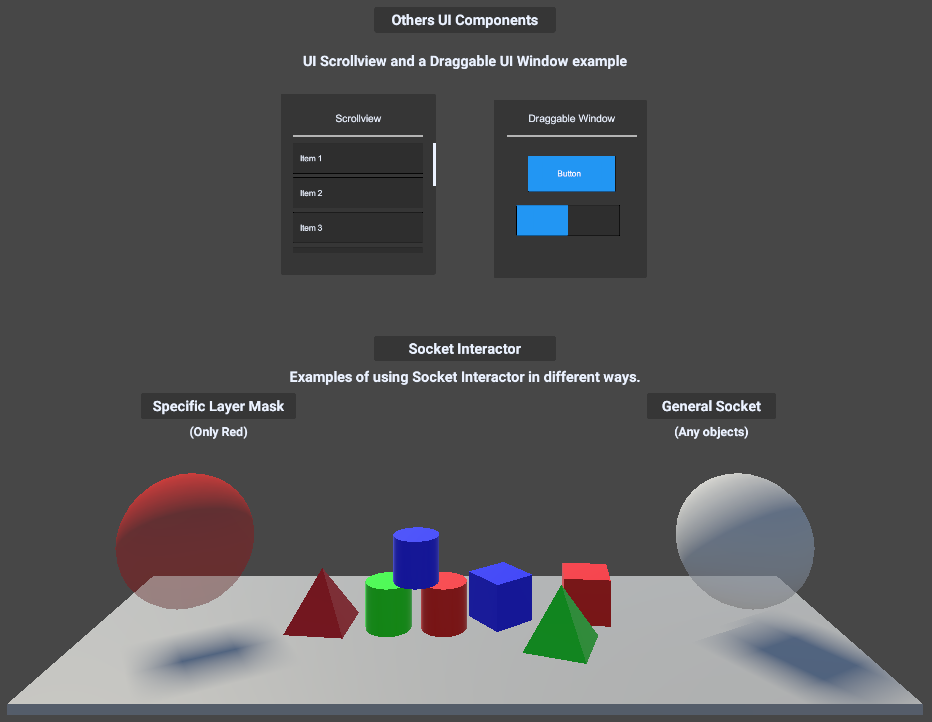 Others UI Components
UI Scrollview and a Draggable UI Window example
Scrollview
Item 1
Item 2
Item 3
Draggable Window
Button
Socket Interactor
Examples of using Socket Interactor in different ways.
Specific Layer Mask
(Only Red)
General Socket
(Any objects)